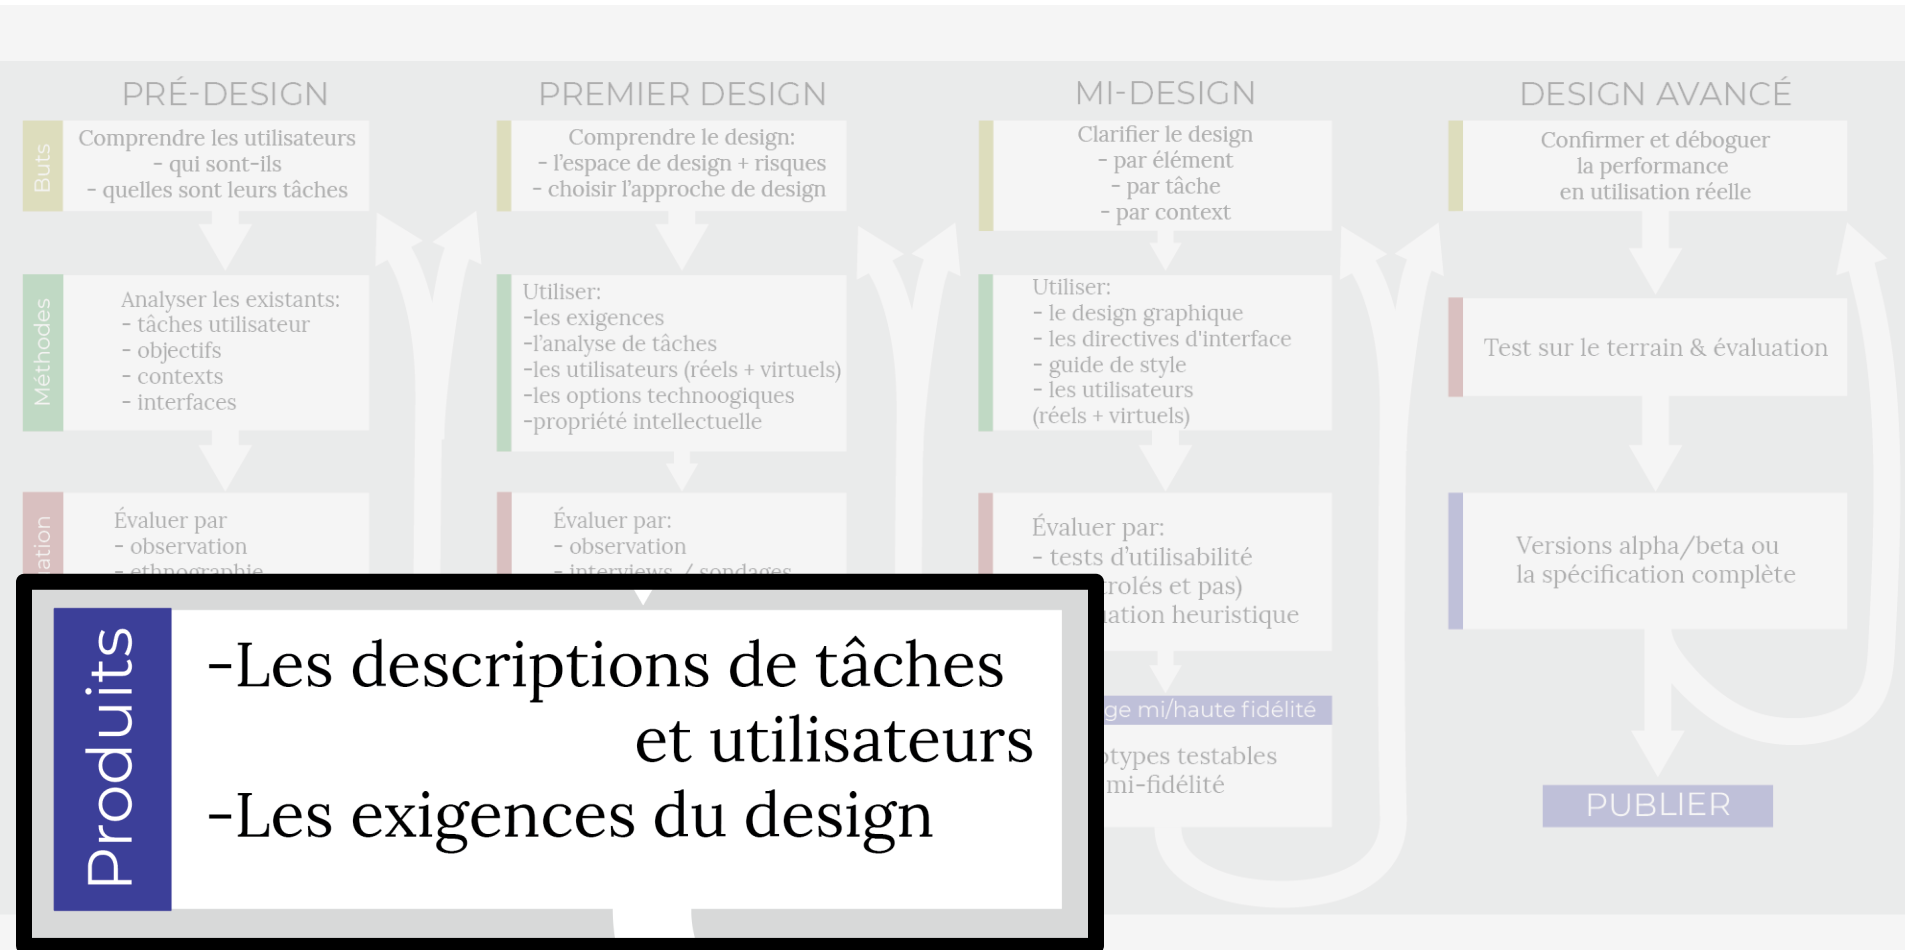 PRÉ-DESIGN
Buts
Comprendre les utilisateurs
- qui sont-ils
- quelles sont leurs tâches
Méthodes
Analyser les existants:
- tâches utilisateur
- objectifs
- contexts
- interfaces
Évaluer par
- observation
- ethnographie
Produits
-Les descriptions de tâches
et utilisateurs
-Les exigences du design
PREMIER DESIGN
Comprendre le design:
- l'espace de design + risques
- choisir l'approche de design
Utiliser:
-les exigences
-l'analyse de tâches
-les utilisateurs (réels + virtuels)
-les options technoogiques
-propriété intellectuelle
Évaluer par:
- observation
- interviews / sondages
MI-DESIGN
Clarifier le design
- par élément
- par tâche
- par context
Utiliser:
- le design graphique
- les directives d'interface
- guide de style
- les utilisateurs
(réels + virtuels)
Évaluer par:
- tests d'utilisabilité
et pas)
heuristique
mi/haute fidélité
testables
mi-fidélité
DESIGN AVANCÉ
Confirmer et déboguer
la performance
en utilisation réelle
Test sur le terrain & évaluation
Versions alpha/beta ou
la spécification complète
PUBLIER